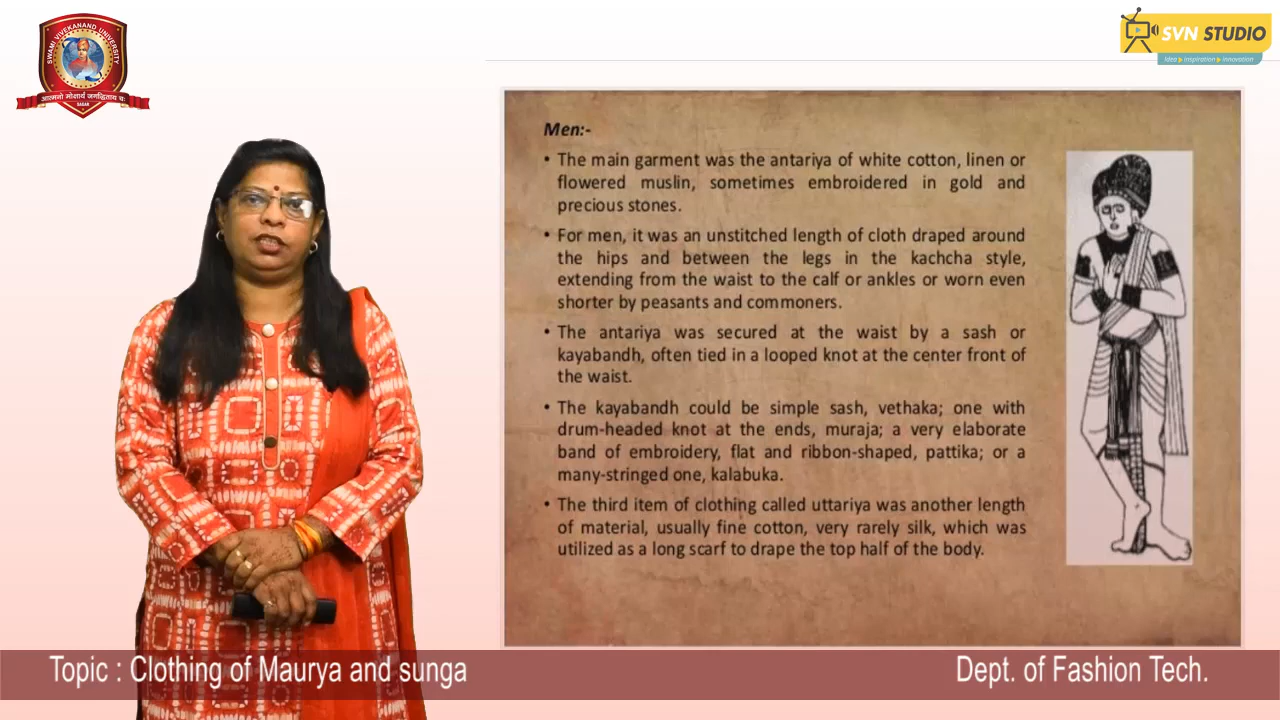 SWAMI VIVEKANAND UNIVERSITY
आत्मनो मोक्षार्थं जगद्धिताय च:
SAGAR
SVN STUDIO
Idea inspiration innovation
Men:-
• The main garment was the antariya of white cotton, linen or
flowered muslin, sometimes embroidered in gold and
precious stones.
• For men, it was an unstitched length of cloth draped around
the hips and between the legs in the kachcha style,
extending from the waist to the calf or ankles or worn even
shorter by peasants and commoners.
• The antariya was secured at the waist by a sash or
kayabandh, often tied in a looped knot at the center front of
the waist.
• The kayabandh could be simple sash, vethaka; one with
drum-headed knot at the ends, muraja; a very elaborate
band of embroidery, flat and ribbon-shaped, pattika; or a
many-stringed one, kalabuka.
• The third item of clothing called uttariya was another length
of material, usually fine cotton, very rarely silk, which was
utilized as a long scarf to drape the top half of the body.
Topic : Clothing of Maurya and sunga
Dept. of Fashion Tech.